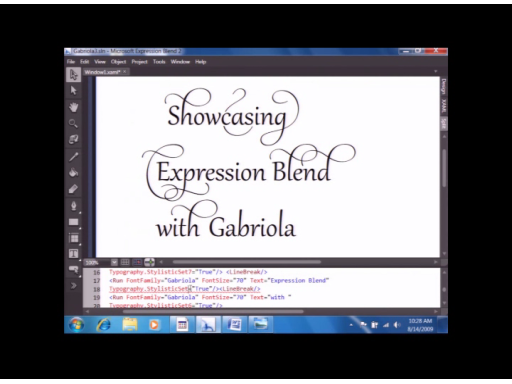 Gabriola3.sln - Microsoft Expression Blend 2
File Edit View Object Project Tools Window Help
Window1.xaml*
Showcasing
Expression Blend
with Gabriola
Design
XAML
Split
100%
16 Typography.StylisticSet7="True"/> <LineBreak/>
17 <Run FontFamily="Gabriola" FontSize="70" Text="Expression Blend"
18 Typography.StylisticSet="True"/><LineBreak/>
19 <Run FontFamily="Gabriola" FontSize="70" Text="with "
20 Typography.StylisticSet6="True"/>
10:28 AM
8/14/2009